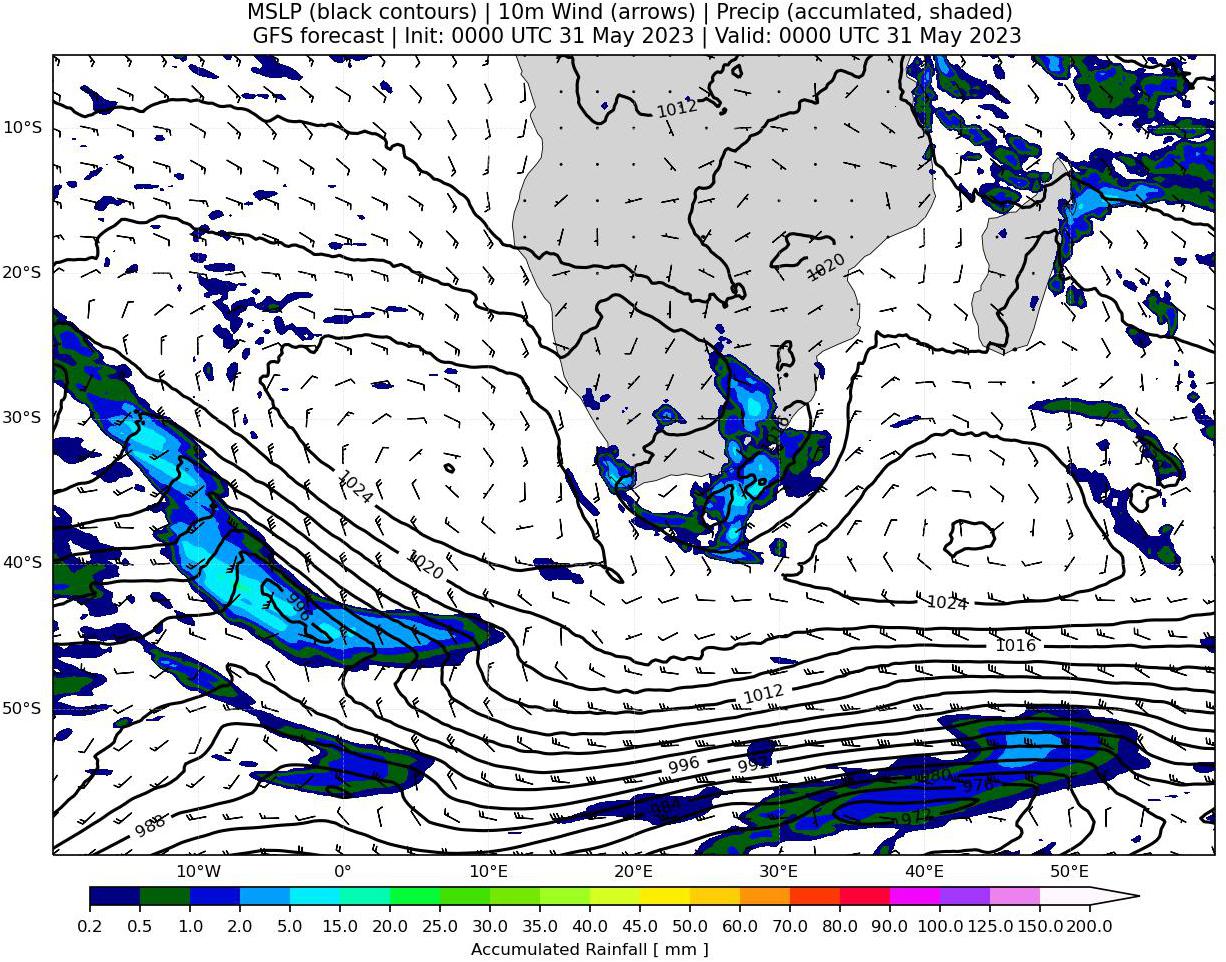 MSLP (black contours) | 10m Wind (arrows) | Precip (accumlated, shaded)
GFS forecast | Init: 0000 UTC 31 May 2023 | Valid: 0000 UTC 31 May 2023
1012
10°S
1020
20°S
30°S
1024
1020
40°S
996
1024
1016
1012
50°S
996
992
980
976
984
988
1972
10°W 0° 10°E 20°E 30°E 40°E 50°E
0.2 0.5 1.0 2.0 5.0 10.0 15.0 20.0 25.0 30.0 35.0 40.0 45.0 50.0 60.0 70.0 80.0 90.0 100.0 125.0 150.0 200.0
Accumulated Rainfall [ mm ]